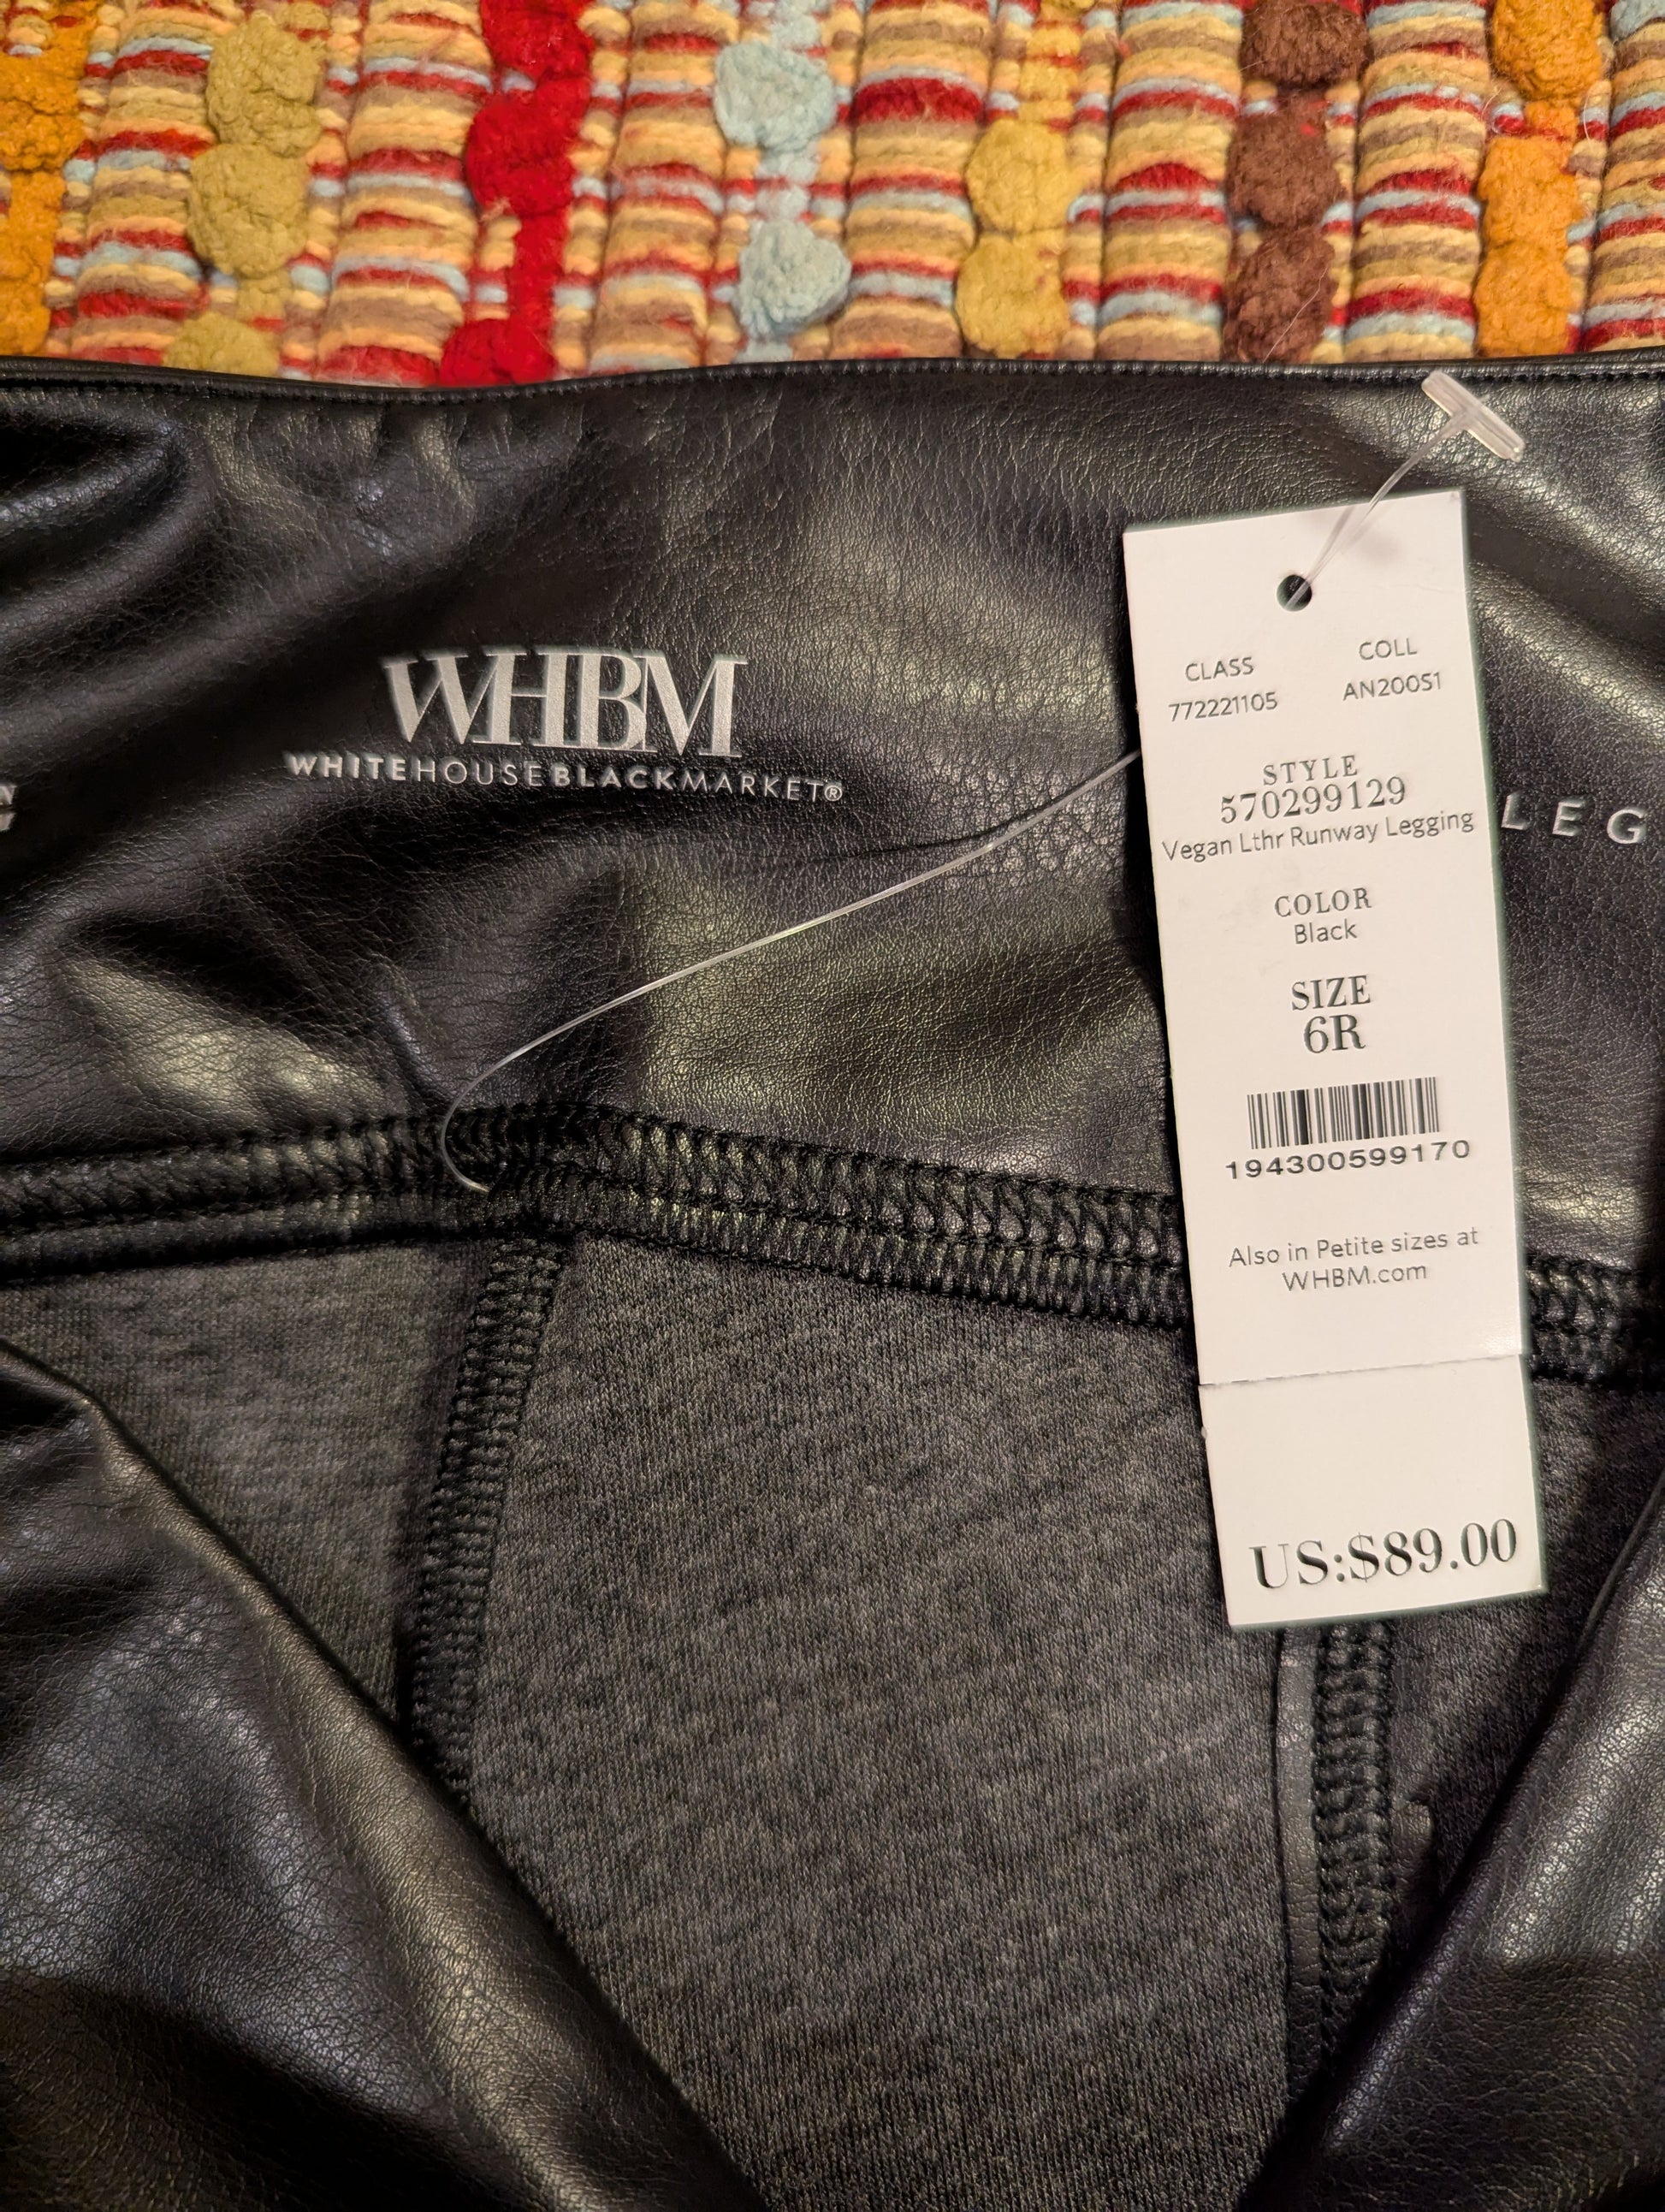 WHBM
WHITEHOUSEBLACKMARKET®
LEG
CLASS
772221105
COLL
AN200S1
STYLE
570299129
Vegan Lthr Runway Legging
COLOR
Black
SIZE
6R
194300599170
Also in Petite sizes at
WHBM.com
US:$89.00